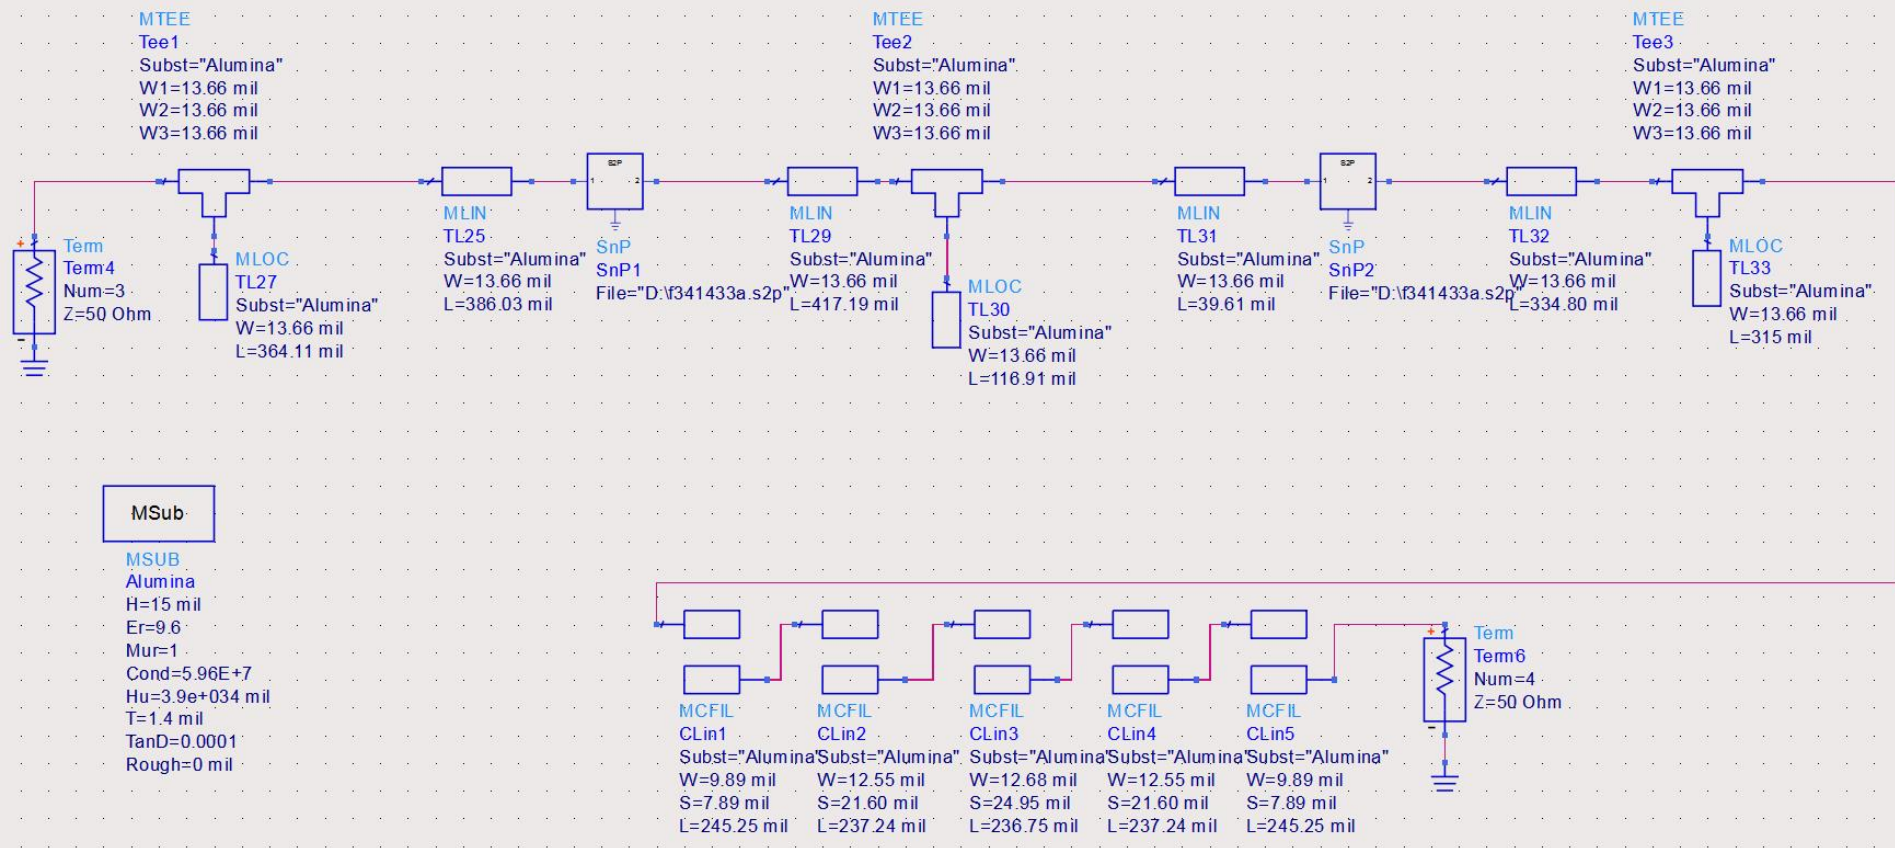 MTEE
Tee1
Subst="Alumina"
W1=13.66 mil
W2=13.66 mil
W3=13.66 mil
MTEE
Tee2
Subst="Alumina"
W1=13.66 mil
W2=13.66 mil
W3=13.66 mil
MTEE
Tee3
Subst="Alumina"
W1=13.66 mil
W2=13.66 mil
W3=13.66 mil
+
Term
Term4
Num=3
Z=50 Ohm
-
MLOC
TL27
Subst="Alumina"
W=13.66 mil
L=364.11 mil
MLIN
TL25
Subst="Alumina"
W=13.66 mil
L=386.03 mil
S2P
1
2
SnP
SnP1
File="D:\f341433a.s2p"
MLIN
TL29
Subst="Alumina"
W=13.66 mil
L=417.19 mil
MLOC
TL30
Subst="Alumina"
W=13.66 mil
L=116.91 mil
MLIN
TL31
Subst="Alumina"
W=13.66 mil
L=39.61 mil
S2P
1
2
SnP
SnP2
File="D:\f341433a.s2p"
MLIN
TL32
Subst="Alumina"
W=13.66 mil
L=334.80 mil
MLOC
TL33
Subst="Alumina"
W=13.66 mil
L=315 mil
MSub
MSUB
Alumina
H=15 mil
Er=9.6
Mur=1
Cond=5.96E+7
Hu=3.9e+034 mil
T=1.4 mil
TanD=0.0001
Rough=0 mil
MCFIL
CLin1
Subst="Alumina"
W=9.89 mil
S=7.89 mil
L=245.25 mil
MCFIL
CLin2
Subst="Alumina"
W=12.55 mil
S=21.60 mil
L=237.24 mil
MCFIL
CLin3
Subst="Alumina"
W=12.68 mil
S=24.95 mil
L=236.75 mil
MCFIL
CLin4
Subst="Alumina"
W=12.55 mil
S=21.60 mil
L=237.24 mil
MCFIL
CLin5
Subst="Alumina"
W=9.89 mil
S=7.89 mil
L=245.25 mil
+
Term
Term6
Num=4
Z=50 Ohm
-